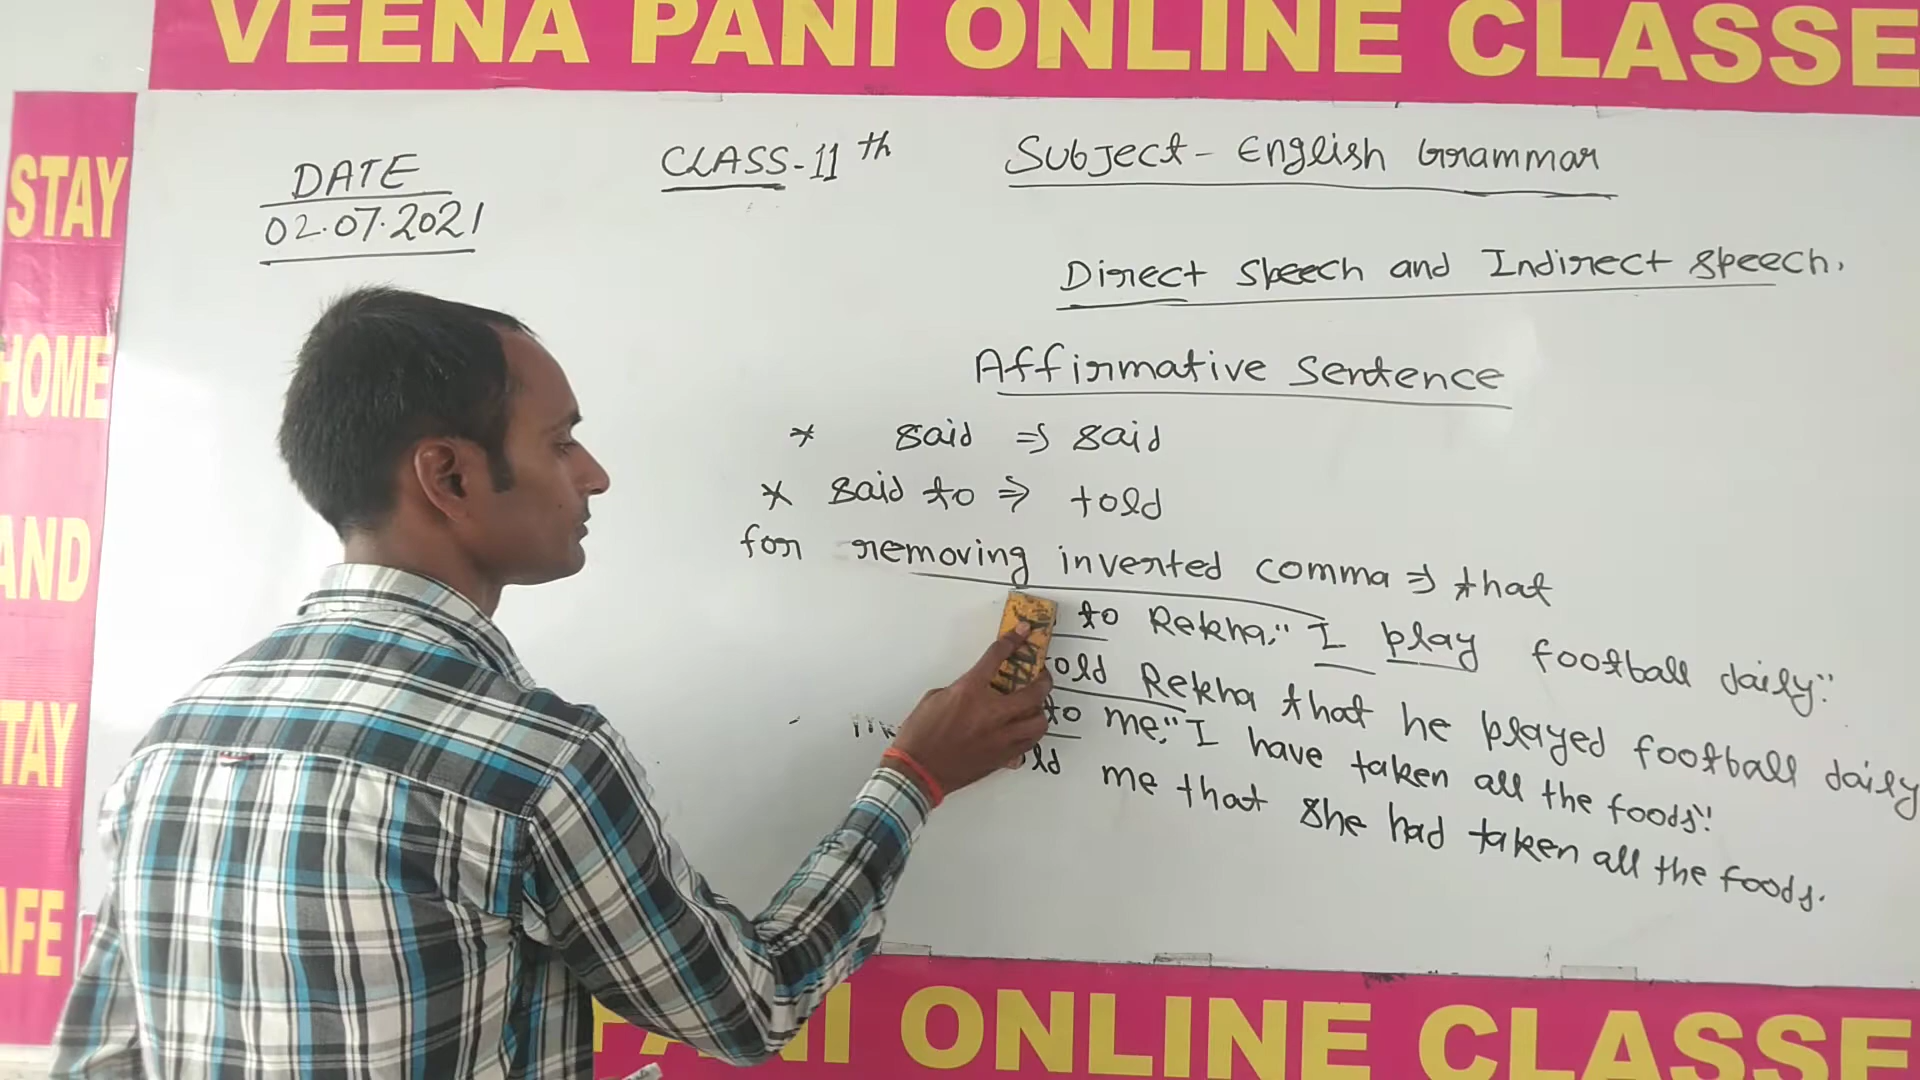 VEENA PANI ONLINE CLASSE
STAY
HOME
AND
TAY
AFE
DATE
02.07.2021
CLASS-11th
Subject- English Grammar
Direct Speech and Indirect Speech.
Affirmative Sentence
* said ⇒ said
* said to ⇒ told
for removing inverted comma ⇒ that
to Rekha," I play football daily".
told Rekha that he played football daily
to me," I have taken all the foods".
old me that she had taken all the foods.
PANI ONLINE CLASSE